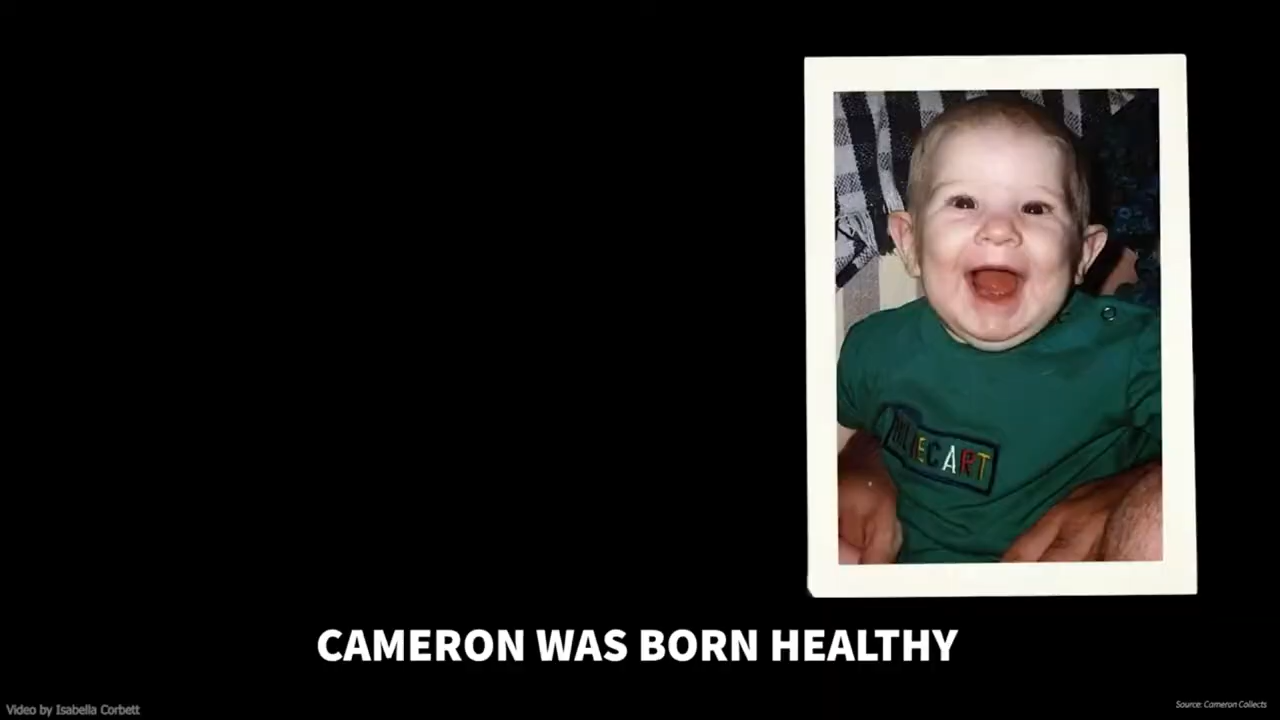 CAMERON WAS BORN HEALTHY
Video by Isabella Corbett
Source: Cameron Collects